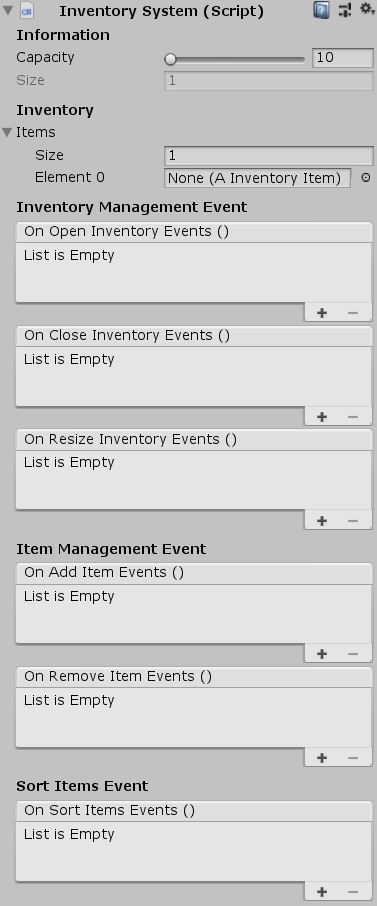 Inventory System (Script)
Information
Capacity 10
Size 1
Inventory
Items
Size 1
Element 0 None (A Inventory Item)
Inventory Management Event
On Open Inventory Events ()
List is Empty
+ −
On Close Inventory Events ()
List is Empty
+ −
On Resize Inventory Events ()
List is Empty
+ −
Item Management Event
On Add Item Events ()
List is Empty
+ −
On Remove Item Events ()
List is Empty
+ −
Sort Items Event
On Sort Items Events ()
List is Empty
+ −